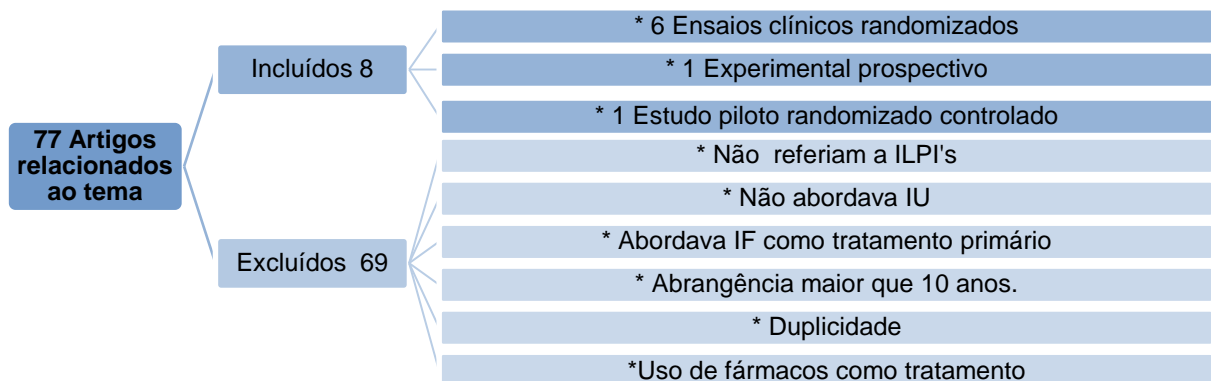 77 Artigos
relacionados
ao tema
Incluídos 8
* 6 Ensaios clínicos randomizados
* 1 Experimental prospectivo
* 1 Estudo piloto randomizado controlado
Excluídos 69
* Não referiam a ILPI's
* Não abordava IU
* Abordava IF como tratamento primário
* Abrangência maior que 10 anos.
* Duplicidade
*Uso de fármacos como tratamento